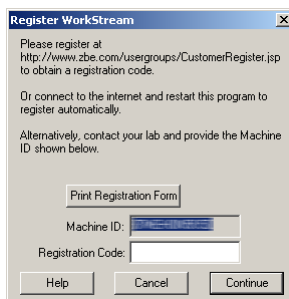 Register WorkStream
Please register at
http://www.zbe.com/usergroups/CustomerRegister.jsp
to obtain a registration code.
Or connect to the internet and restart this program to
register automatically.
Alternatively, contact your lab and provide the Machine
ID shown below.
Print Registration Form
Machine ID:
Registration Code:
Help Cancel Continue